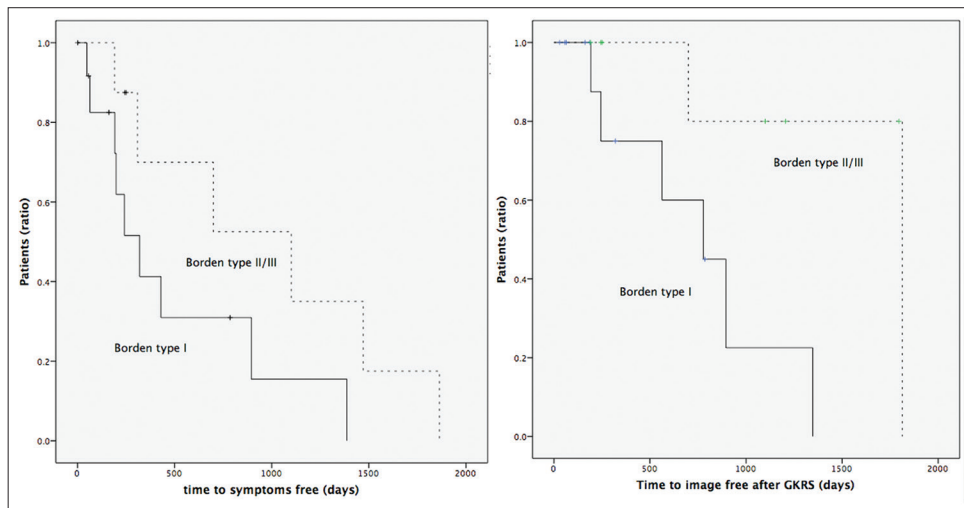 1.0
0.8
0.6
0.4
0.2
0.0
Patients (ratio)
Borden type II/III
Borden type I
0
500
1000
1500
2000
time to symptoms free (days)
1.0
0.8
0.6
0.4
0.2
0.0
Patients (ratio)
Borden type II/III
Borden type I
0
500
1000
1500
2000
Time to image free after GKRS (days)